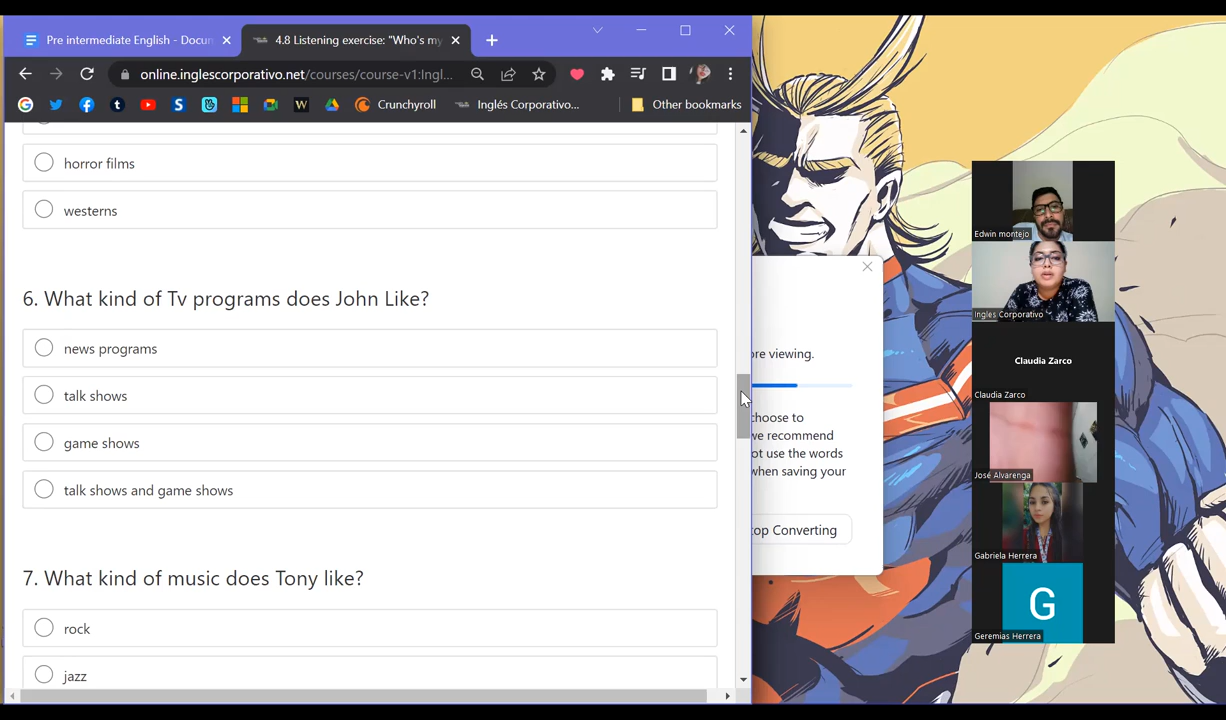 Pre intermediate English - Docur
4.8 Listening exercise: "Who's my
online.inglescorporativo.net/courses/course-v1:Ingl...
Crunchyroll
Inglés Corporativo...
Other bookmarks
horror films
westerns
6. What kind of Tv programs does John Like?
news programs
talk shows
game shows
talk shows and game shows
7. What kind of music does Tony like?
rock
jazz
re viewing.
choose to
we recommend
ot use the words
when saving your
top Converting
Edwin montejo
Ingles Corporativo
Claudia Zarco
Claudia Zarco
José Alvarenga
Gabriela Herrera
G
Geremias Herrera